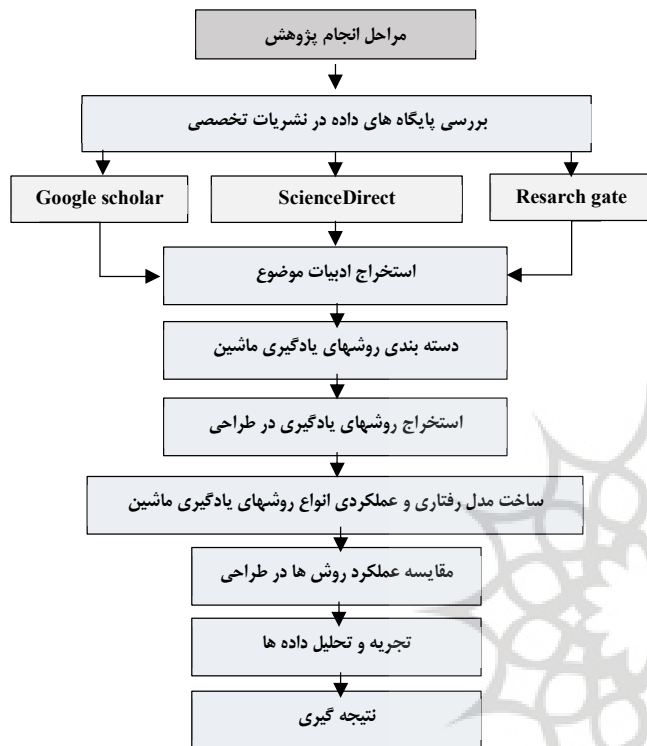 مراحل انجام پژوهش
بررسی پایگاه های داده در نشریات تخصصی
Google scholar
ScienceDirect
Resarch gate
استخراج ادبیات موضوع
دسته بندی روشهای یادگیری ماشین
استخراج روشهای یادگیری در طراحی
ساخت مدل رفتاری و عملکردی انواع روشهای یادگیری ماشین
مقایسه عملکرد روش ها در طراحی
تجریه و تحلیل داده ها
نتیجه گیری